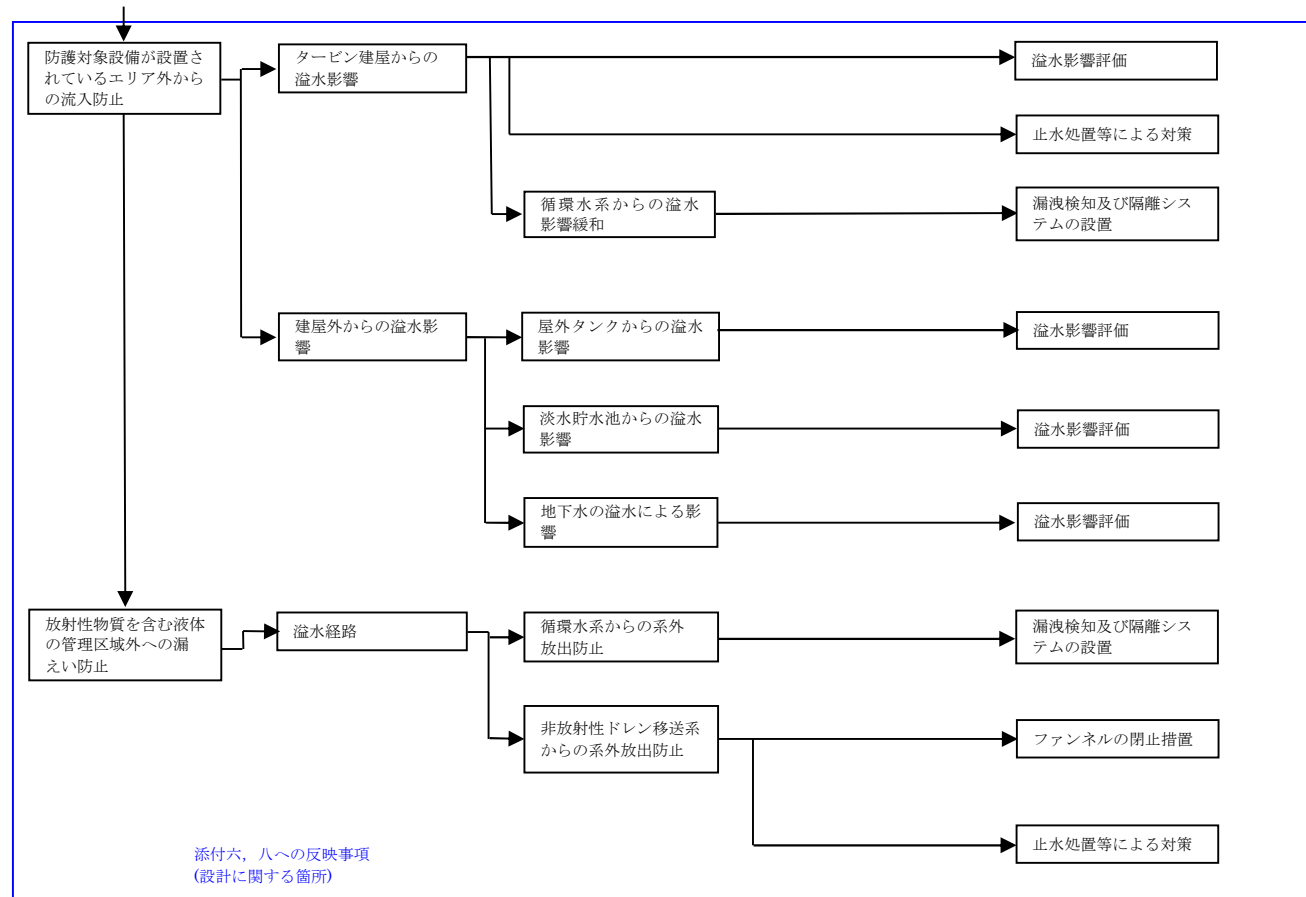 防護対象設備が設置さ
れているエリア外から
の流入防止
タービン建屋からの
溢水影響
溢水影響評価
止水処置等による対策
循環水系からの溢水
影響緩和
漏洩検知及び隔離シス
テムの設置
建屋外からの溢水影
響
屋外タンクからの溢水
影響
溢水影響評価
淡水貯水池からの溢水
影響
溢水影響評価
地下水の溢水による影
響
溢水影響評価
放射性物質を含む液体
の管理区域外への漏
えい防止
溢水経路
循環水系からの系外
放出防止
漏洩検知及び隔離シス
テムの設置
非放射性ドレン移送系
からの系外放出防止
ファンネルの閉止措置
止水処置等による対策
添付六，八への反映事項
(設計に関する箇所)